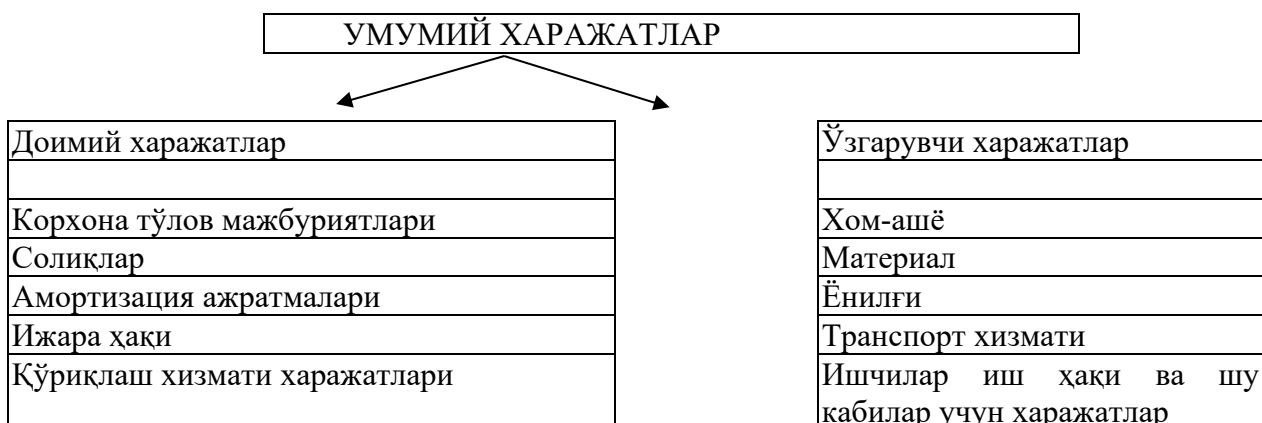 УМУМИЙ ХАРАЖАТЛАР
Доимий харажатлар
Корхона тўлов мажбуриятлари
Солиқлар
Амортизация ажратмалари
Ижара ҳақи
Қўриқлаш хизмати харажатлари
Ўзгарувчи харажатлар
Хом-ашё
Материал
Ёнилғи
Транспорт хизмати
Ишчилар иш ҳақи ва шу
кабилар учун харажатлар